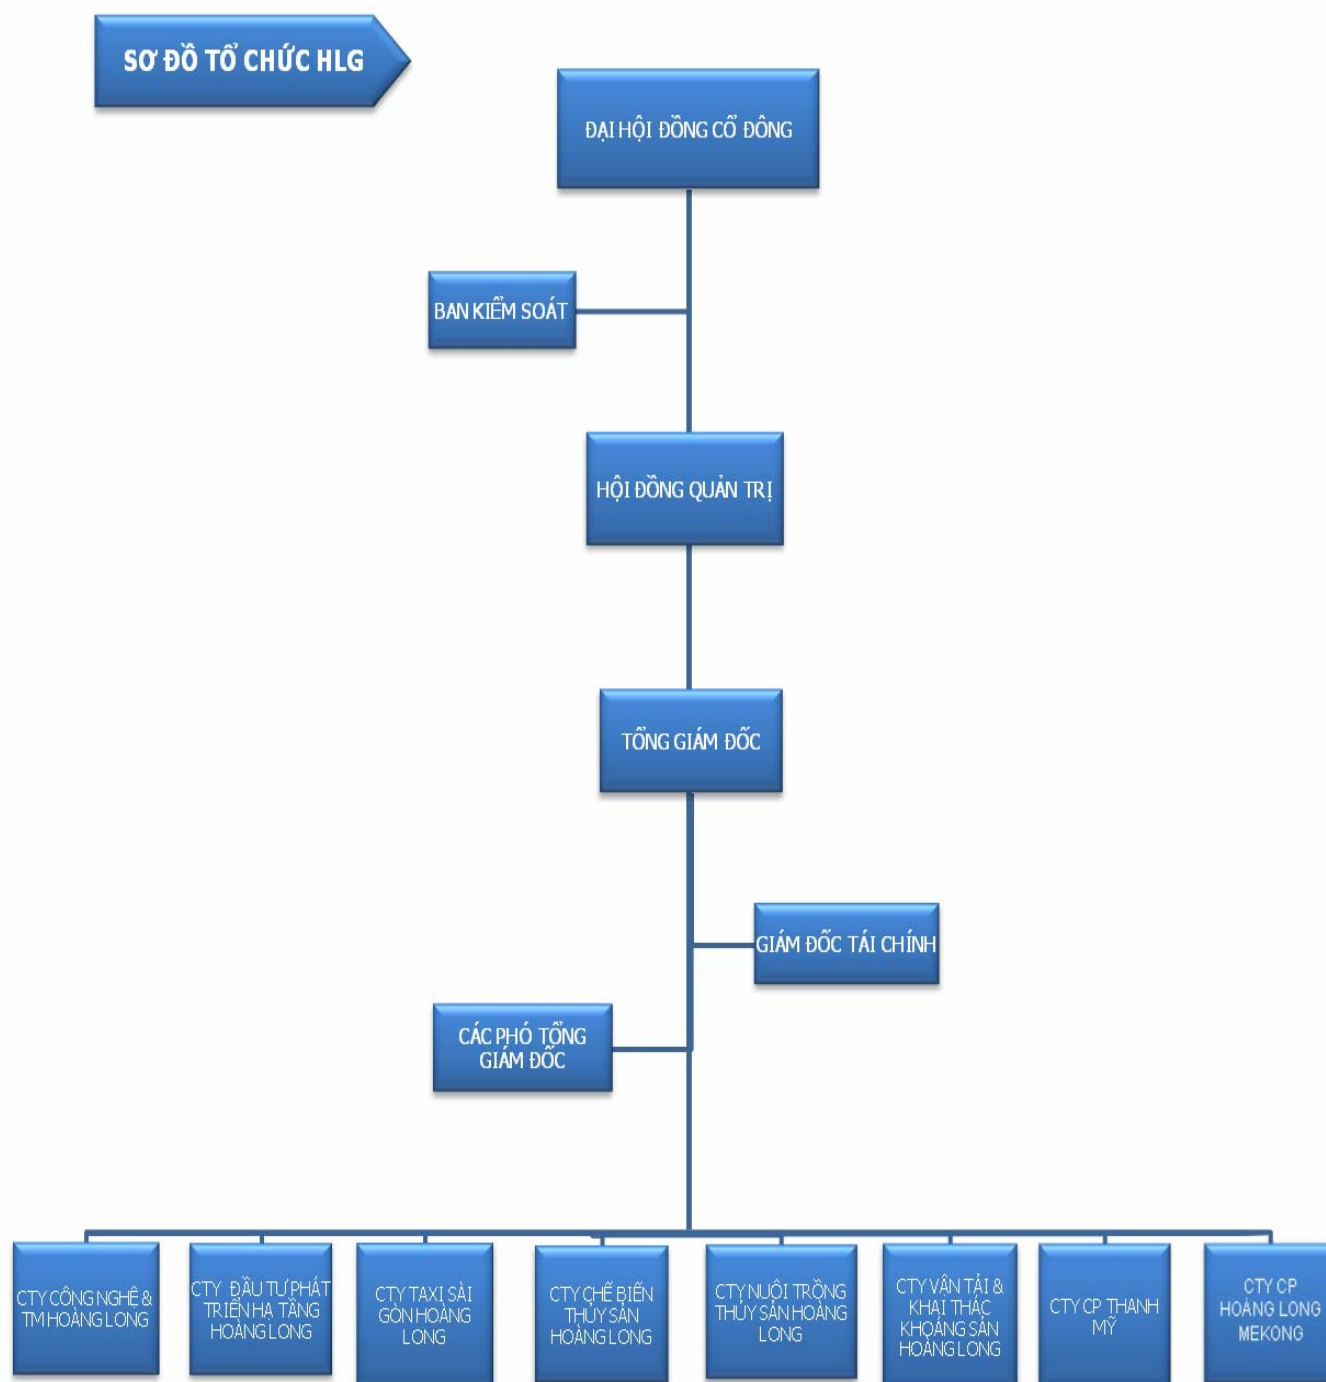 SƠ ĐỒ TỔ CHỨC HLG
ĐẠI HỘI ĐỒNG CỔ ĐÔNG
BAN KIỂM SOÁT
HỘI ĐỒNG QUẢN TRỊ
TỔNG GIÁM ĐỐC
GIÁM ĐỐC TÁI CHÍNH
CÁC PHÓ TỔNG
GIÁM ĐỐC
CTY CÔNG NGHỆ &
TM HOÀNG LONG
CTY ĐẦU TƯ PHÁT
TRIỂN HẠ TẦNG
HOÀNG LONG
CTY TAXI SÀI
GÒN HOÀNG
LONG
CTY CHẾ BIẾN
THỦY SẢN
HOÀNG LONG
CTY NUÔI TRỒNG
THỦY SẢN HOÀNG
LONG
CTY VẬN TẢI &
KHAI THÁC
KHOÁNG SẢN
HOÀNG LONG
CTY CP THANH
MỸ
CTY CP
HOÀNG LONG
MEKONG